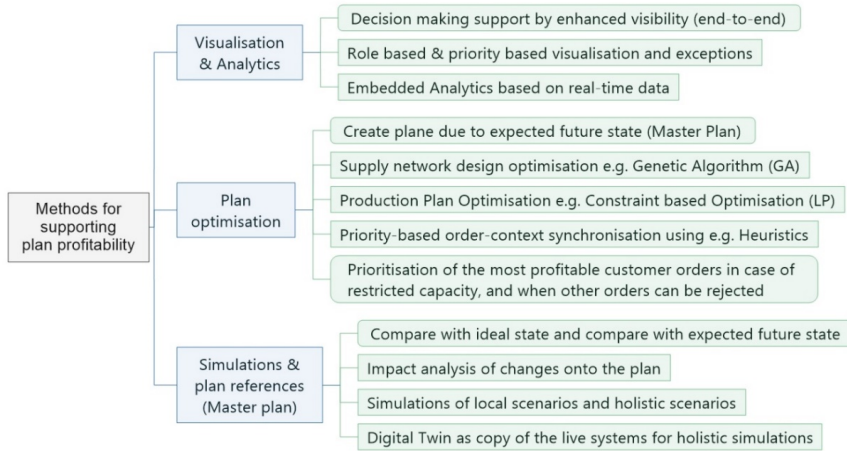 Methods for
supporting
plan profitability
Visualisation
& Analytics
Decision making support by enhanced visibility (end-to-end)
Role based & priority based visualisation and exceptions
Embedded Analytics based on real-time data
Plan
optimisation
Create plane due to expected future state (Master Plan)
Supply network design optimisation e.g. Genetic Algorithm (GA)
Production Plan Optimisation e.g. Constraint based Optimisation (LP)
Priority-based order-context synchronisation using e.g. Heuristics
Prioritisation of the most profitable customer orders in case of
restricted capacity, and when other orders can be rejected
Simulations &
plan references
(Master plan)
Compare with ideal state and compare with expected future state
Impact analysis of changes onto the plan
Simulations of local scenarios and holistic scenarios
Digital Twin as copy of the live systems for holistic simulations